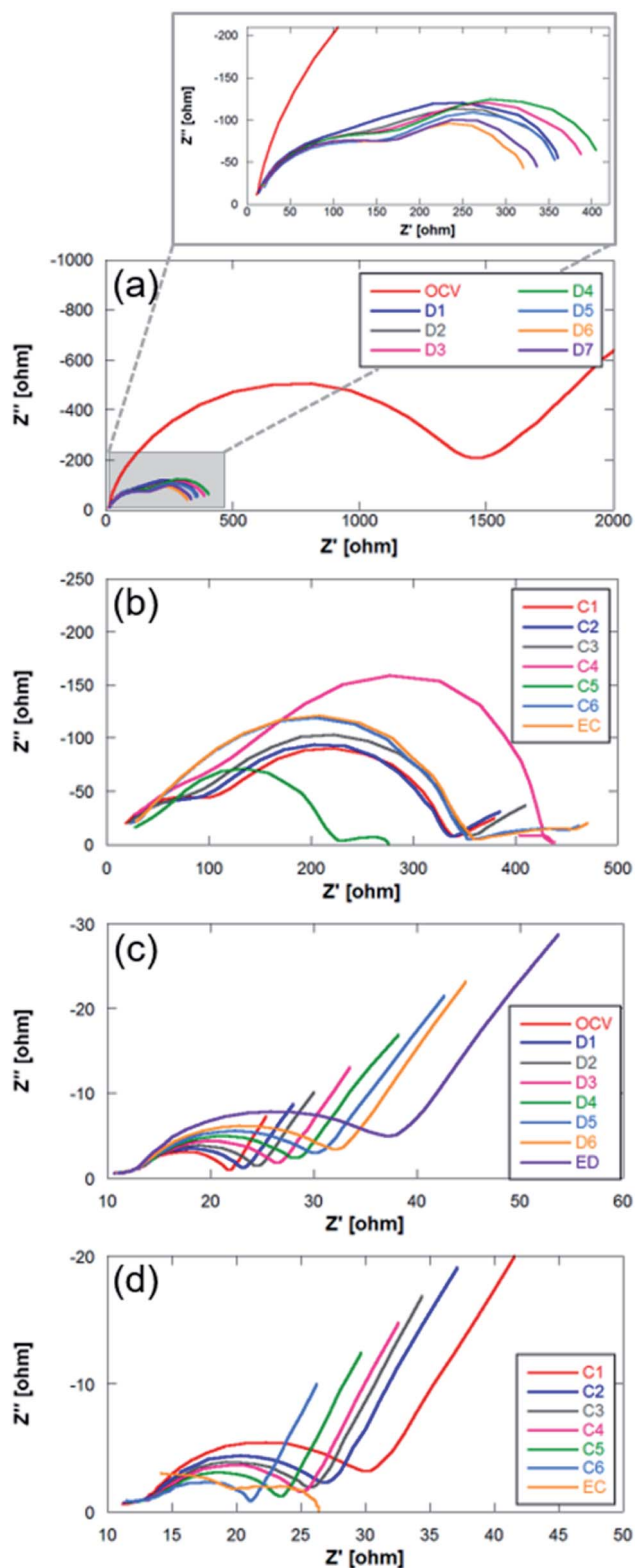 -200
-150
-100
-50
0
Z'' [ohm]
0 50 100 150 200 250 300 350 400
Z' [ohm]
(a)
-1000
-800
-600
-400
-200
0
Z'' [ohm]
OCV D4
D1 D5
D2 D6
D3 D7
0 500 1000 1500 2000
Z' [ohm]
(b)
-250
-200
-150
-100
-50
0
Z'' [ohm]
C1
C2
C3
C4
C5
C6
EC
0 100 200 300 400 500
Z' [ohm]
(c)
-30
-20
-10
0
Z'' [ohm]
OCV
D1
D2
D3
D4
D5
D6
ED
10 20 30 40 50 60
Z' [ohm]
(d)
-20
-10
0
Z'' [ohm]
C1
C2
C3
C4
C5
C6
EC
10 15 20 25 30 35 40 45 50
Z' [ohm]